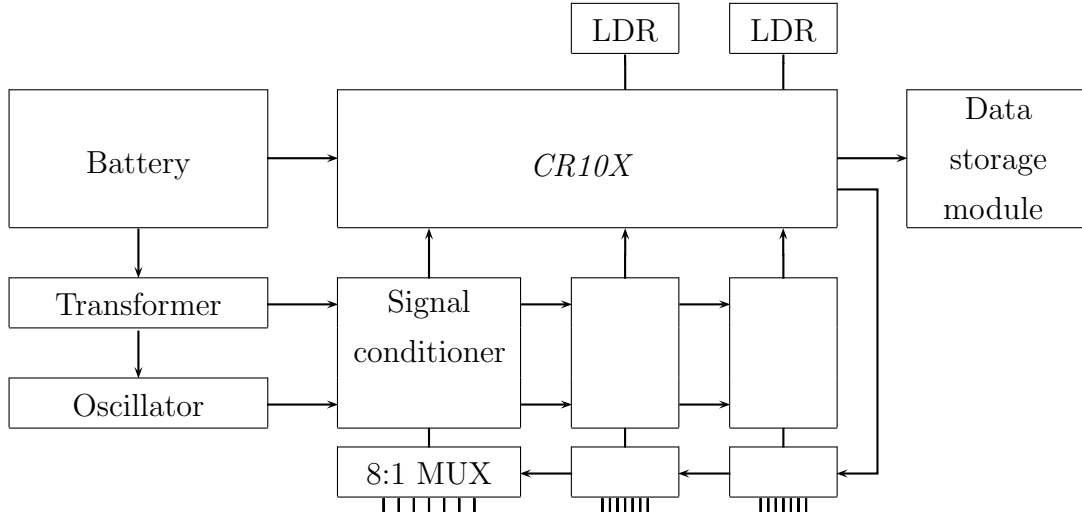 LDR
LDR
Battery
CR10X
Data
storage
module
Transformer
Signal
conditioner
Oscillator
8:1 MUX